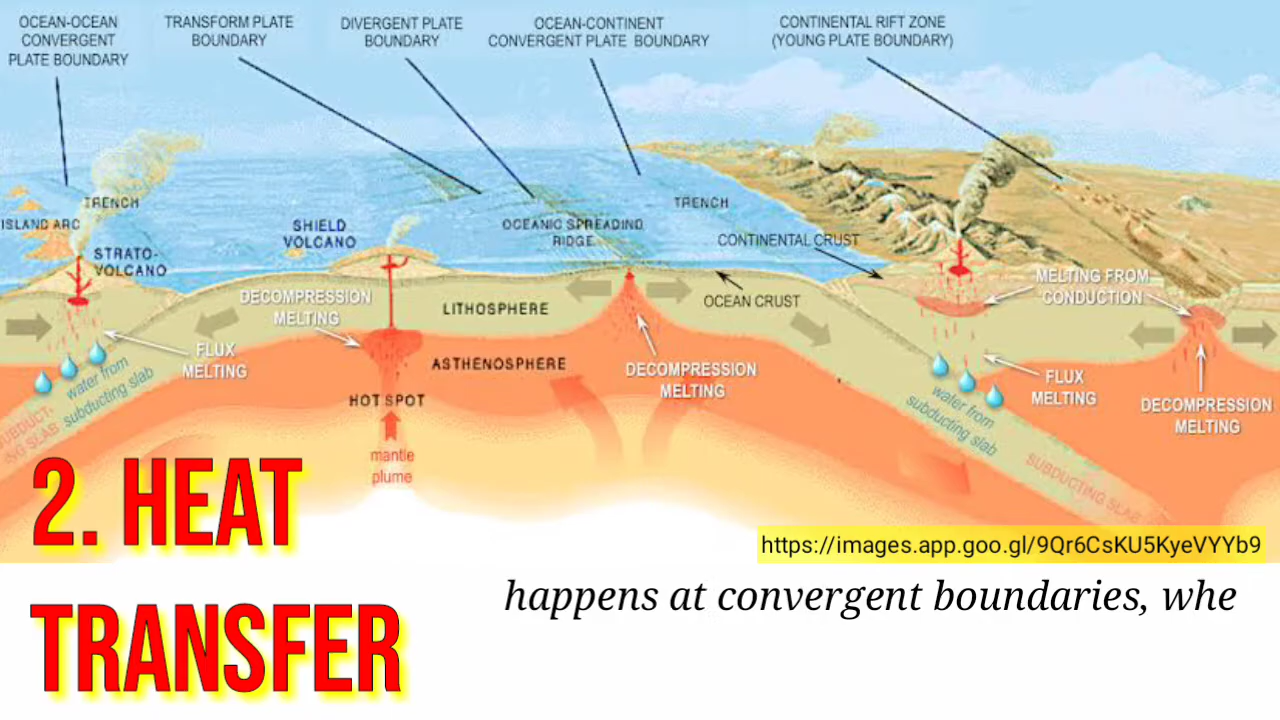 OCEAN-OCEAN
CONVERGENT
PLATE BOUNDARY
TRANSFORM PLATE
BOUNDARY
DIVERGENT PLATE
BOUNDARY
OCEAN-CONTINENT
CONVERGENT PLATE BOUNDARY
CONTINENTAL RIFT ZONE
(YOUNG PLATE BOUNDARY)
TRENCH
ISLAND ARC
STRATO-
VOLCANO
SHIELD
VOLCANO
OCEANIC SPREADING
RIDGE
TRENCH
CONTINENTAL CRUST
DECOMPRESSION
MELTING
LITHOSPHERE
OCEAN CRUST
MELTING FROM
CONDUCTION
FLUX
MELTING
ASTHENOSPHERE
DECOMPRESSION
MELTING
FLUX
MELTING
DECOMPRESSION
MELTING
water from
subducting slab
HOT SPOT
mantle
plume
water from
subducting slab
SUBDUCT-
ING SLAB
SUBDUCTING SLAB
2. HEAT
TRANSFER
https://images.app.goo.gl/9Qr6CsKU5KyeVYYb9
happens at convergent boundaries, whe